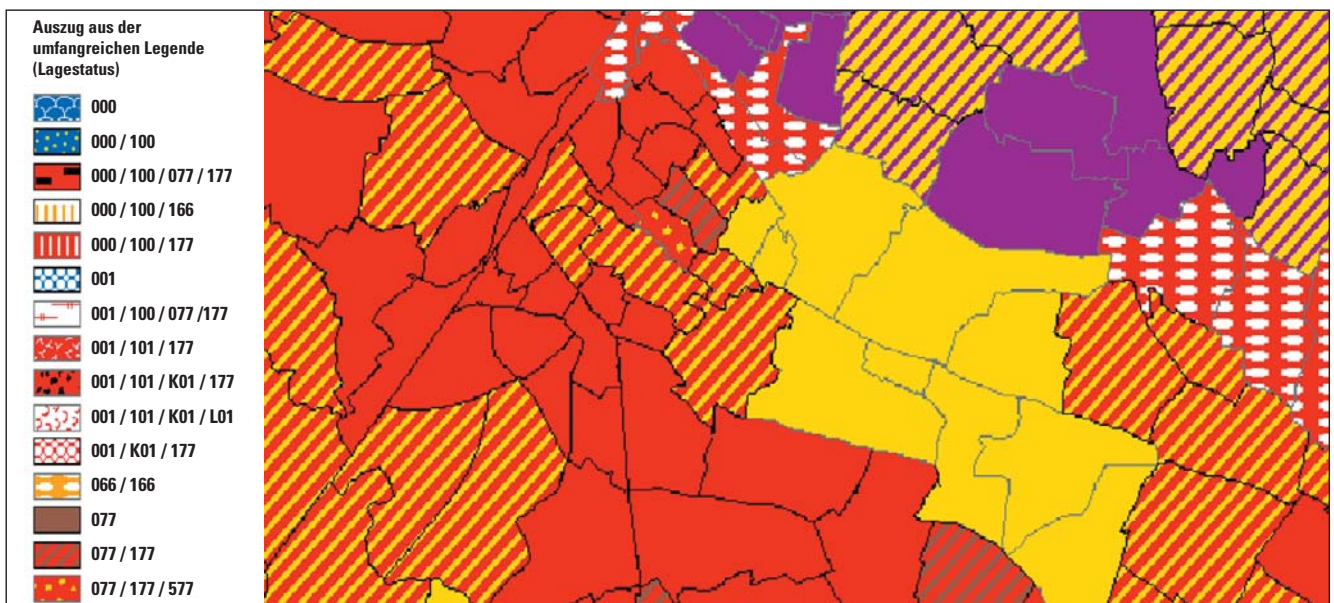 Auszug aus der
umfangreichen Legende
(Lagestatus)
000
000 / 100
000 / 100 / 077 / 177
000 / 100 / 166
000 / 100 / 177
001
001 / 100 / 077 /177
001 / 101 / 177
001 / 101 / K01 / 177
001 / 101 / K01 / L01
001 / K01 / 177
066 / 166
077
077 / 177
077 / 177 / 577